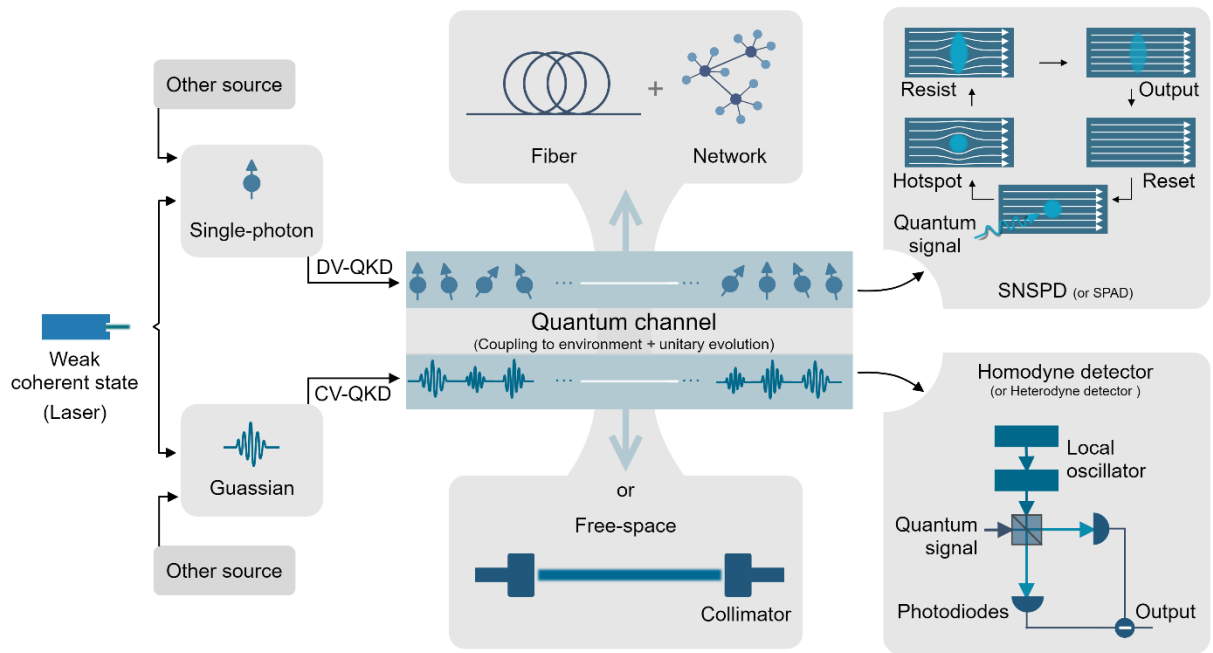 Other source
Single-photon
Weak
coherent state
(Laser)
Guassian
Other source
DV-QKD
CV-QKD
+
Fiber
Network
Quantum channel
(Coupling to environment + unitary evolution)
or
Free-space
Collimator
Resist
Output
Hotspot
Reset
Quantum
signal
SNSPD (or SPAD)
Homodyne detector
(or Heterodyne detector )
Local
oscillator
Quantum
signal
Photodiodes
Output